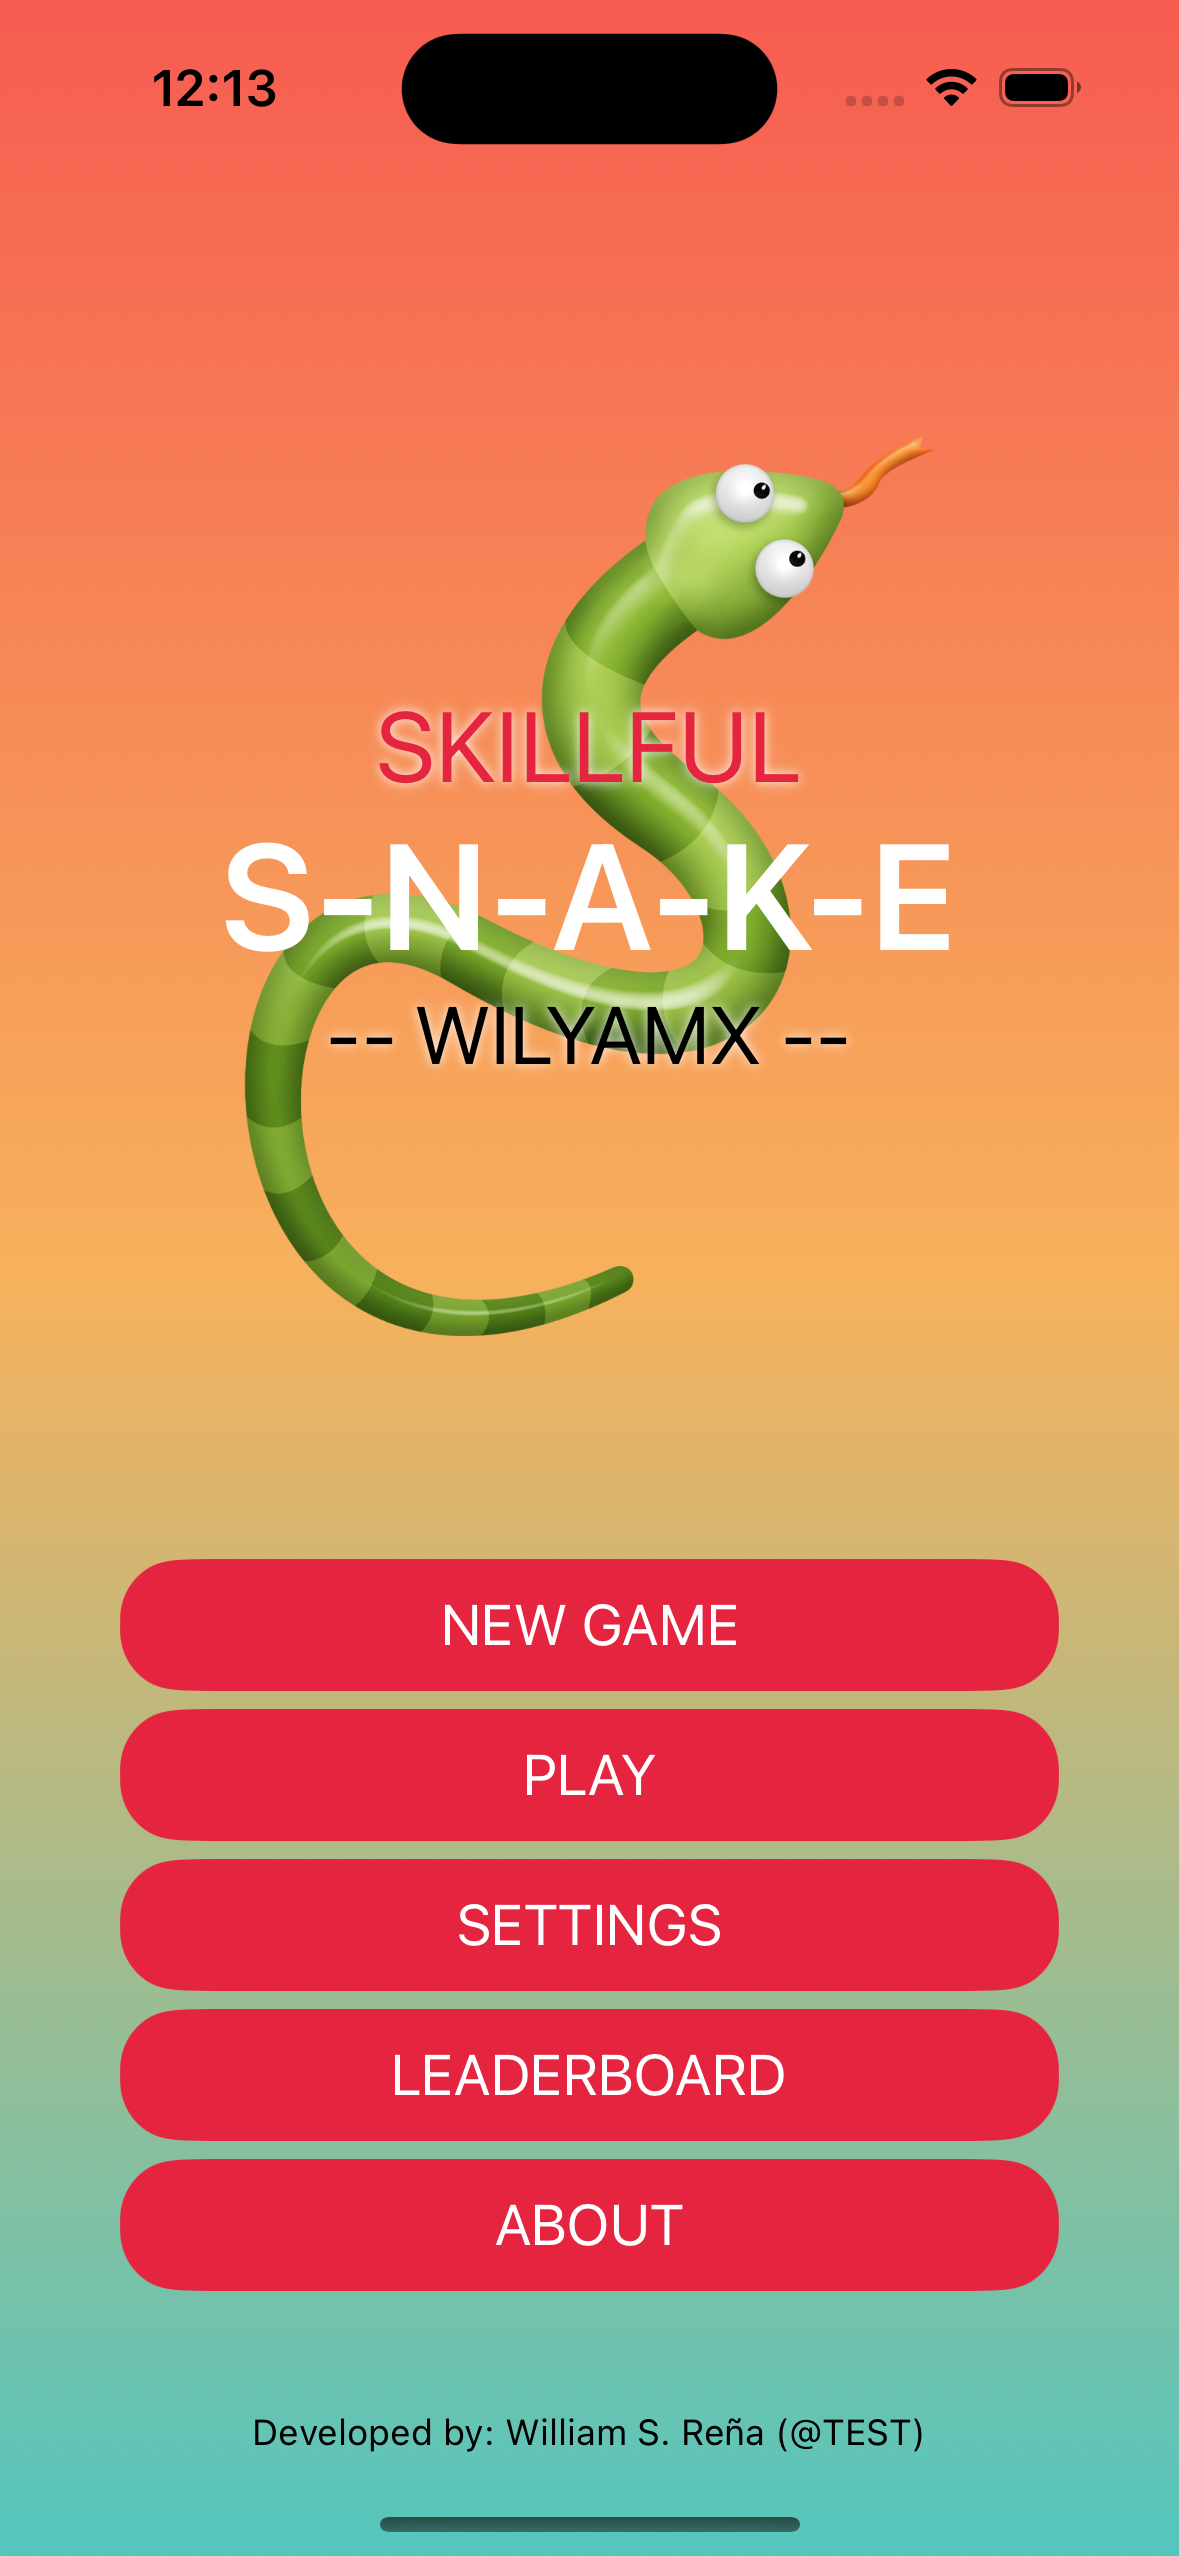 12:13
SKILLFUL
S-N-A-K-E
-- WILYAMX --
NEW GAME
PLAY
SETTINGS
LEADERBOARD
ABOUT
Developed by: William S. Reña (@TEST)